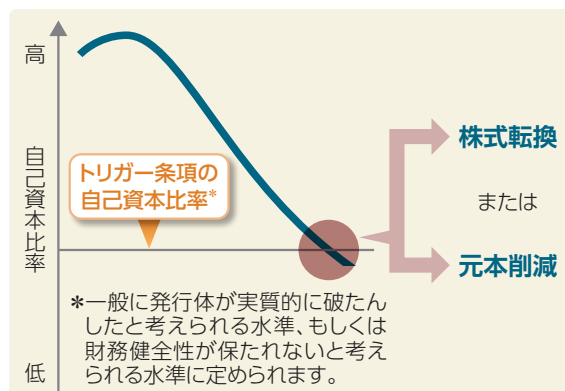 高
自己資本比率
低
トリガー条項の
自己資本比率*
株式転換
または
元本削減
*一般に発行体が実質的に破たん
したと考えられる水準、もしくは
財務健全性が保たれないと考え
られる水準に定められます。